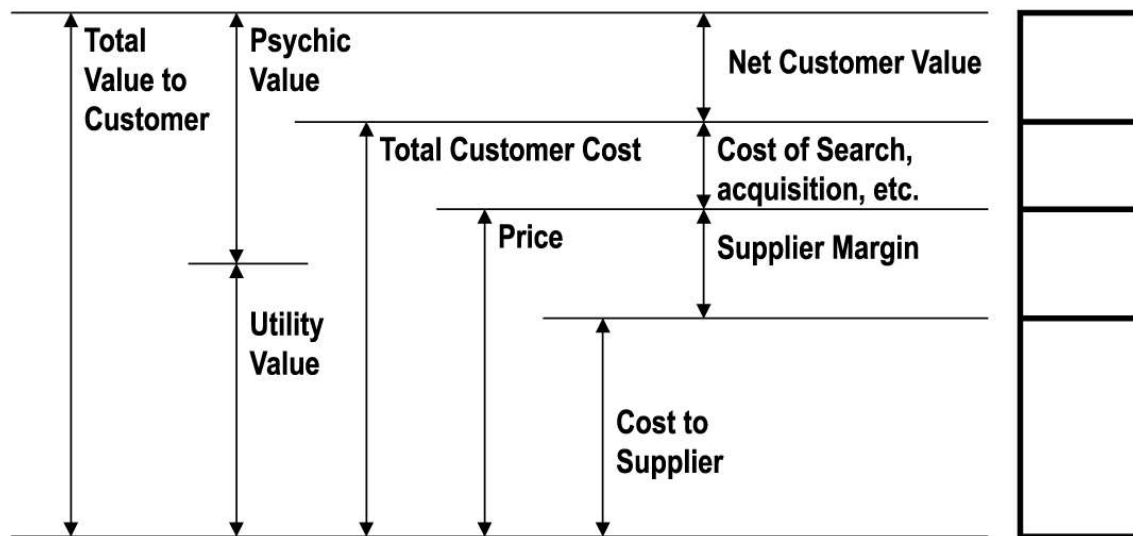 Total
Value to
Customer
Psychic
Value
Net Customer Value
Total Customer Cost
Cost of Search,
acquisition, etc.
Price
Supplier Margin
Utility
Value
Cost to
Supplier